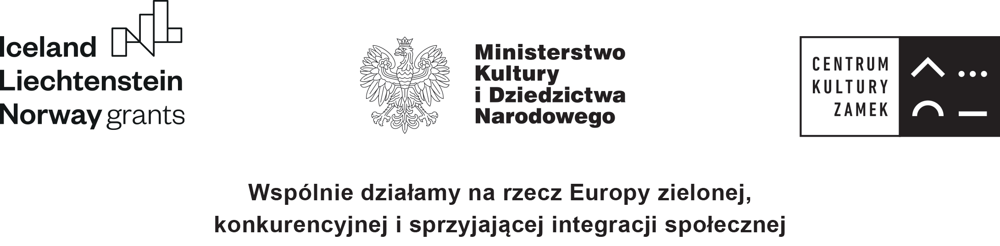 Iceland
Liechtenstein
Norway grants
Ministerstwo
Kultury
i Dziedzictwa
Narodowego
CENTRUM
KULTURY
ZAMEK
Wspólnie działamy na rzecz Europy zielonej,
konkurencyjnej i sprzyjającej integracji społecznej